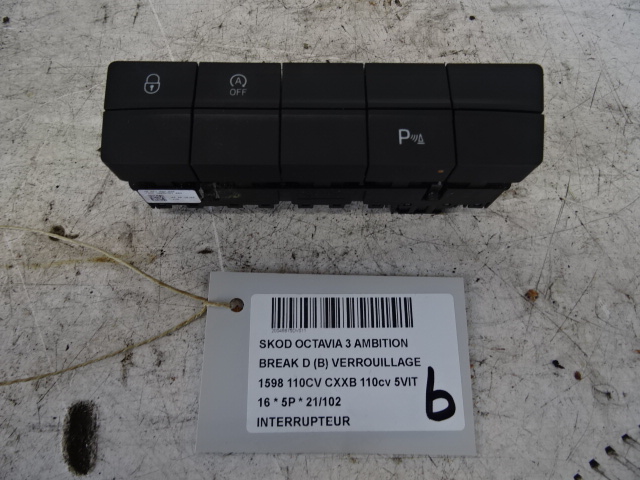 A
OFF
P
SKOD OCTAVIA 3 AMBITION
BREAK D (B) VERROUILLAGE
1598 110CV CXXB 110cv 5VIT
16 * 5P * 21/102
INTERRUPTEUR
b